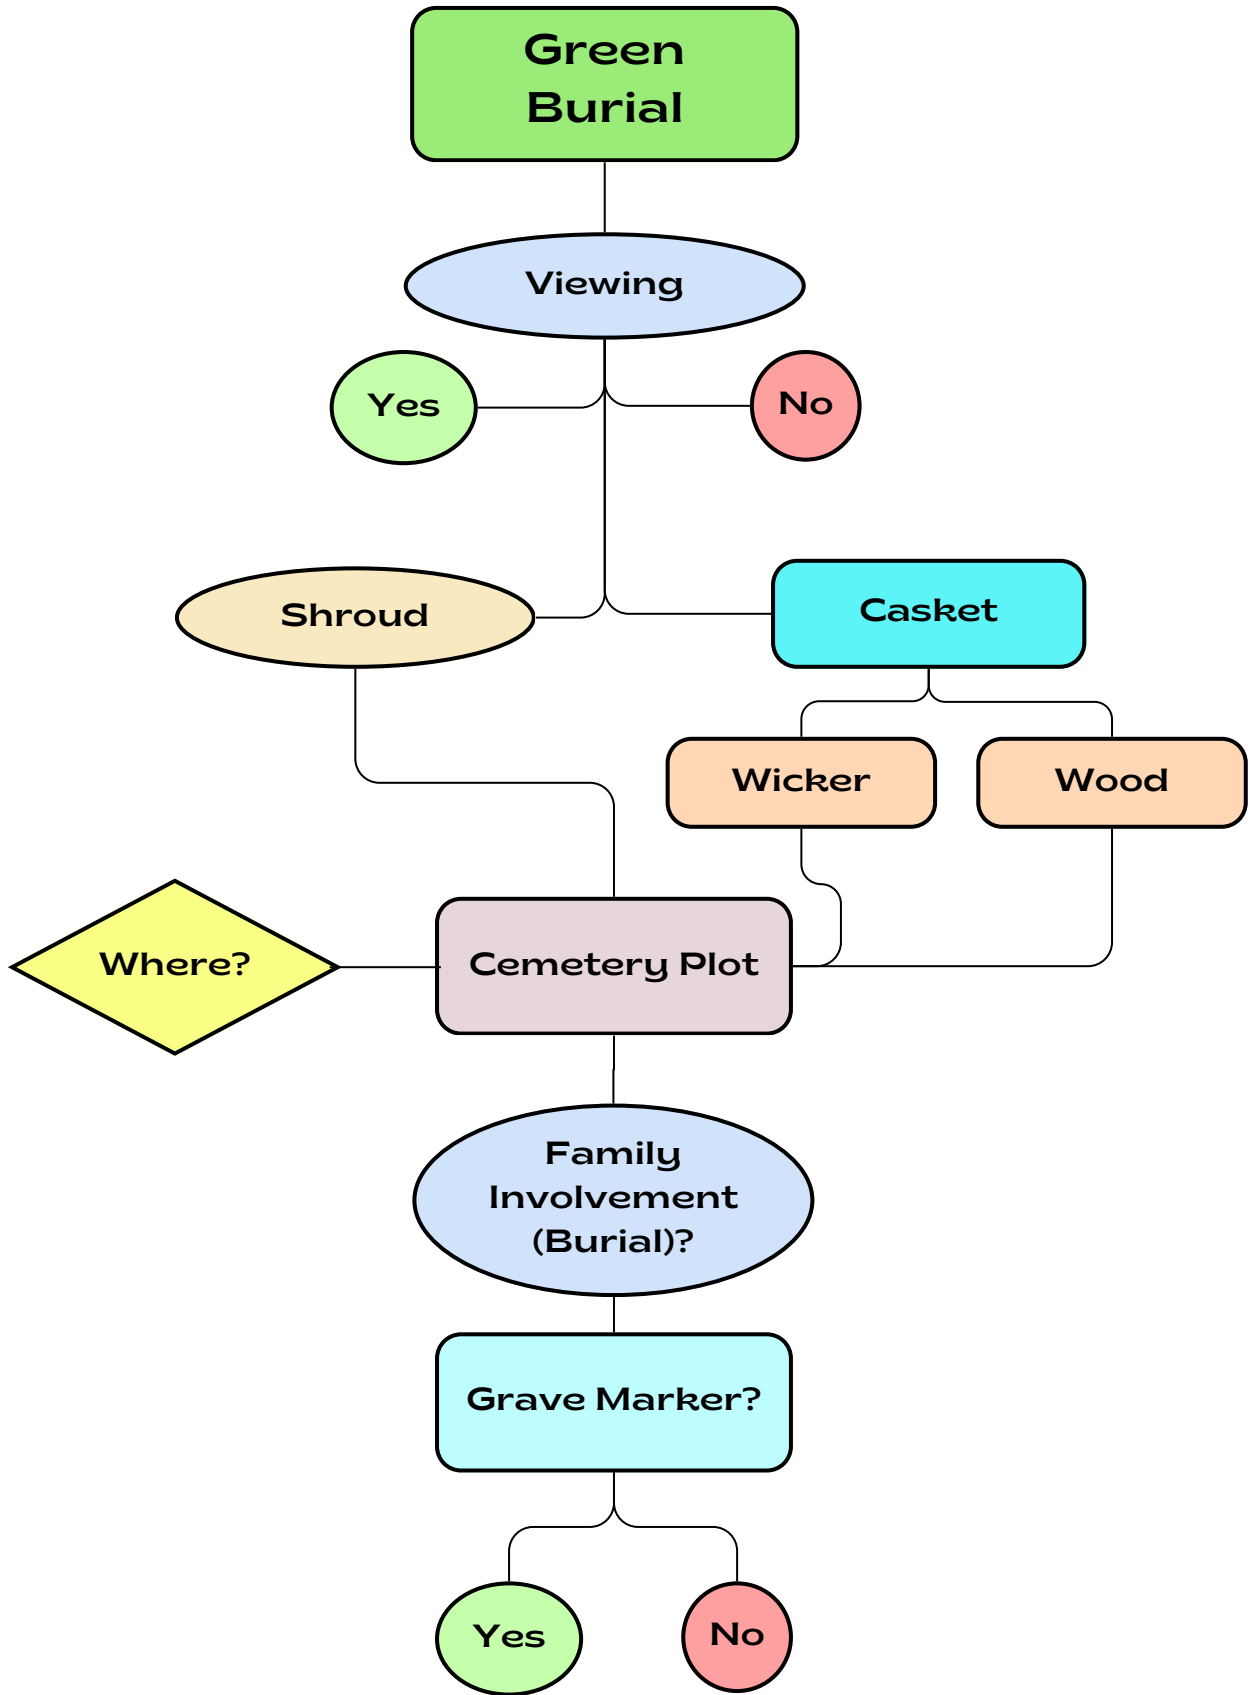 Green
Burial
Viewing
Yes
No
Shroud
Casket
Wicker
Wood
Where?
Cemetery Plot
Family
Involvement
(Burial)?
Grave Marker?
Yes
No